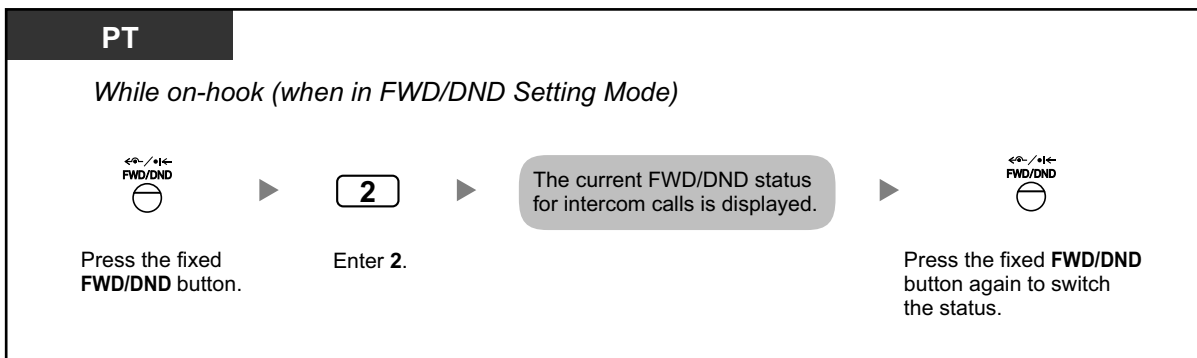 PT
While on-hook (when in FWD/DND Setting Mode)
FWD/DND
2
The current FWD/DND status
for intercom calls is displayed.
FWD/DND
Press the fixed
FWD/DND button.
Enter 2.
Press the fixed FWD/DND
button again to switch
the status.